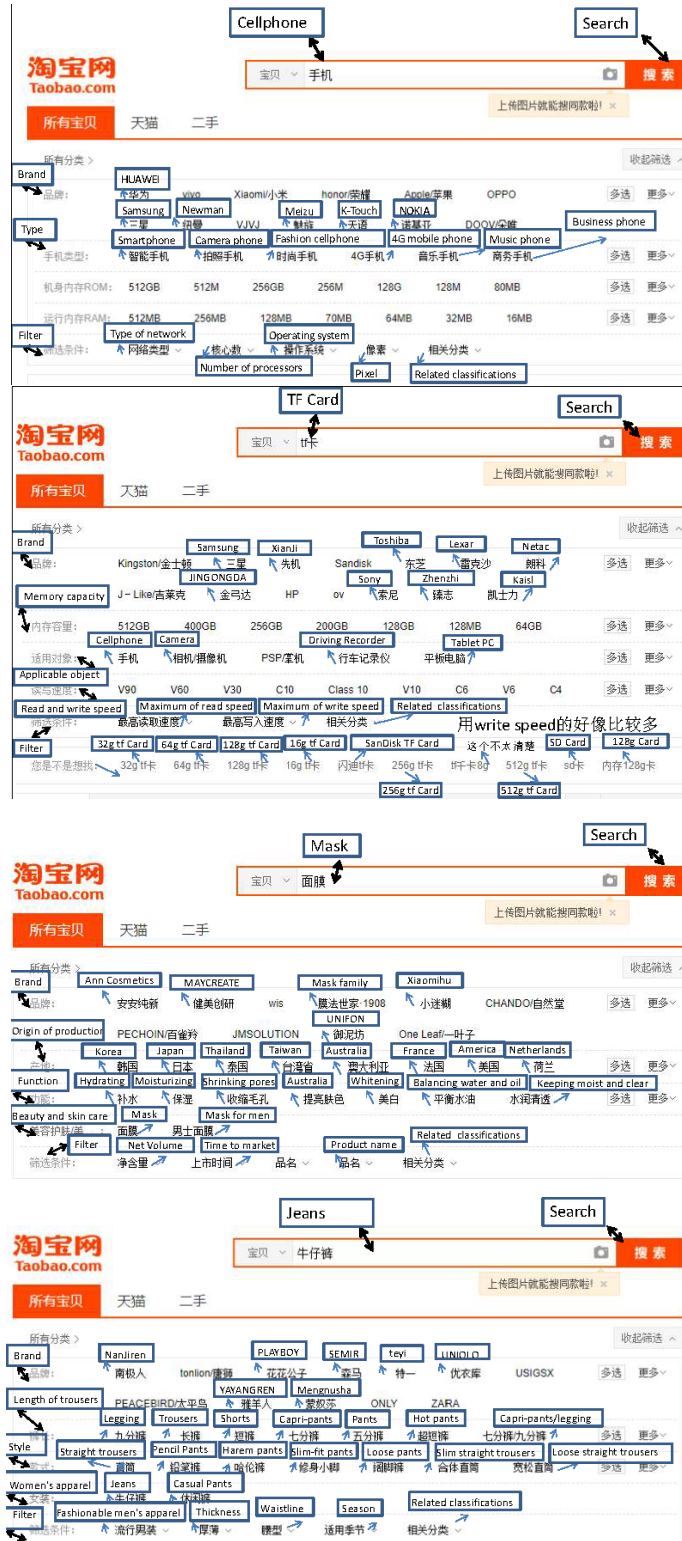 Cellphone Search
淘宝网
Taobao.com
宝贝 手机 搜索
上传图片就能搜同款啦! ×
所有宝贝 天猫 二手
所有分类 > 收起筛选
Brand HUAWEI
品牌: 华为 vivo Xiaomi/小米 honor/荣耀 Apple/苹果 OPPO 多选 更多
Samsung Newman Meizu K-Touch NOKIA Business phone
三星 纽曼 VJVJ 魅族 天语 诺基亚 DOOV/朵唯
Type Smartphone Camera phone Fashion cellphone 4G mobile phone Music phone
手机类型: 智能手机 拍照手机 时尚手机 4G手机 音乐手机 商务手机 多选 更多
机身内存ROM: 512GB 512M 256GB 256M 128G 128M 80MB 多选 更多
运行内存RAM: 512MB 256MB 128MB 70MB 64MB 32MB 16MB 多选 更多
Filter Type of network Operating system
筛选条件: 网络类型 核心数 操作系统 像素 相关分类
Number of processors Pixel Related classifications
TF Card Search
淘宝网
Taobao.com
宝贝 tf卡 搜索
上传图片就能搜同款啦! ×
所有宝贝 天猫 二手
所有分类 > 收起筛选
Brand Samsung XianJi Toshiba Lexar Netac
品牌: Kingston/金士顿 三星 先机 Sandisk 东芝 雷克沙 朗科 多选 更多
JINGONGDA Sony Zhenzhi Kaisl
Memory capacity J-Like/吉莱克 金弓达 HP ov 索尼 臻志 凯士力
内存容量: 512GB 400GB 256GB 200GB 128GB 128MB 64GB 多选 更多
Cellphone Camera Driving Recorder Tablet PC
适用对象: 手机 相机/摄像机 PSP/掌机 行车记录仪 平板电脑 多选 更多
Applicable object
读写速度: V90 V60 V30 C10 Class 10 V10 C6 V6 C4 多选 更多
Read and write speed Maximum of read speed Maximum of write speed Related classifications
筛选条件: 最高读取速度 最高写入速度 相关分类 用write speed的好像比较多
Filter 32g tf Card 64g tf Card 128g tf Card 16g tf Card SanDisk TF Card 这个不太清楚 SD Card 128g Card
您是不是想找: 32g tf卡 64g tf卡 128g tf卡 16g tf卡 闪迪tf卡 256g tf卡 tf千卡8g 512g tf卡 sd卡 内存128g卡
256g tf Card 512g tf Card
Mask Search
淘宝网
Taobao.com
宝贝 面膜 搜索
上传图片就能搜同款啦! ×
所有宝贝 天猫 二手
所有分类 > 收起筛选
Brand Ann Cosmetics MAYCREATE Mask family Xiaomihu
品牌: 安安纯新 健美创研 wis 膜法世家·1908 小迷糊 CHANDO/自然堂 多选 更多
UNIFON
Origin of production PECHOIN/百雀羚 JMSOLUTION 御泥坊 One Leaf/一叶子
Korea Japan Thailand Taiwan Australia France America Netherlands
产地: 韩国 日本 泰国 台湾省 澳大利亚 法国 美国 荷兰 多选 更多
Function Hydrating Moisturizing Shrinking pores Australia Whitening Balancing water and oil Keeping moist and clear
功能: 补水 保湿 收缩毛孔 提高肤色 美白 平衡水油 水润清透 多选 更多
Beauty and skin care Mask Mask for men
美容护肤/美 面膜 男士面膜
Filter Net Volume Time to market Product name Related classifications
筛选条件: 净含量 上市时间 品名 品名 相关分类
Jeans Search
淘宝网
Taobao.com
宝贝 牛仔裤 搜索
上传图片就能搜同款啦! ×
所有宝贝 天猫 二手
所有分类 > 收起筛选
Brand NanJiren PLAYBOY SEMIR teyi UNIQLO
品牌: 南极人 tonlion/唐狮 花花公子 森马 特一 优衣库 USIGSX 多选 更多
YAYANGREN Mengnusha
Length of trousers PEACEBIRD/太平鸟 雅羊人 蒙奴莎 ONLY ZARA
Legging Trousers Shorts Capri-pants Pants Hot pants Capri-pants/legging
裤长: 九分裤 长裤 短裤 七分裤 五分裤 超短裤 七分裤/九分裤 多选 更多
Style Straight trousers Pencil Pants Harem pants Slim-fit pants Loose pants Slim straight trousers Loose straight trousers
款式: 直筒 铅笔裤 哈伦裤 修身小脚 阔脚裤 合体直筒 宽松直筒 多选 更多
Women's apparel Jeans Casual Pants
女装: 牛仔裤 休闲裤
Filter Fashionable men's apparel Thickness Waistline Season Related classifications
筛选条件: 流行男装 厚薄 腰型 适用季节 相关分类